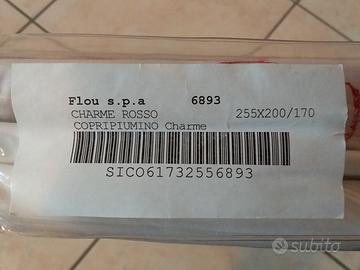 Flou s.p.a 6893
CHARME ROSSO 255X200/170
COPRIPIUMINO Charme
SICO61732556893
subito